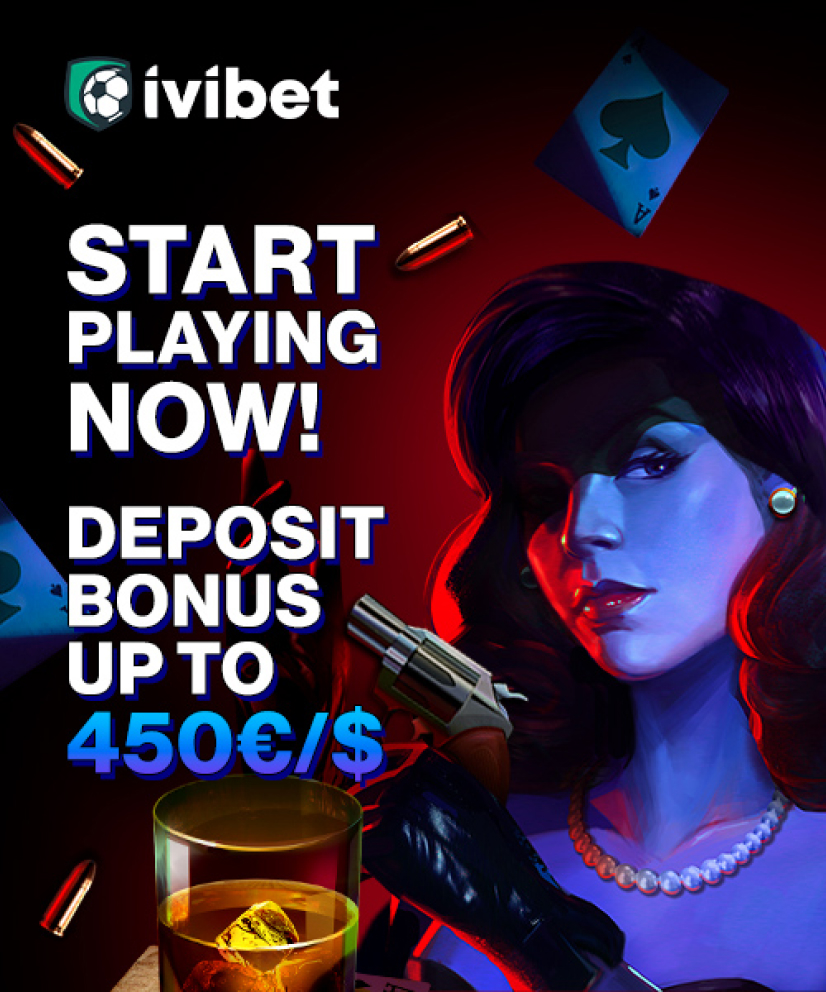 ivibet
START
PLAYING
NOW!
DEPOSIT
BONUS
UP TO
450€/$
A